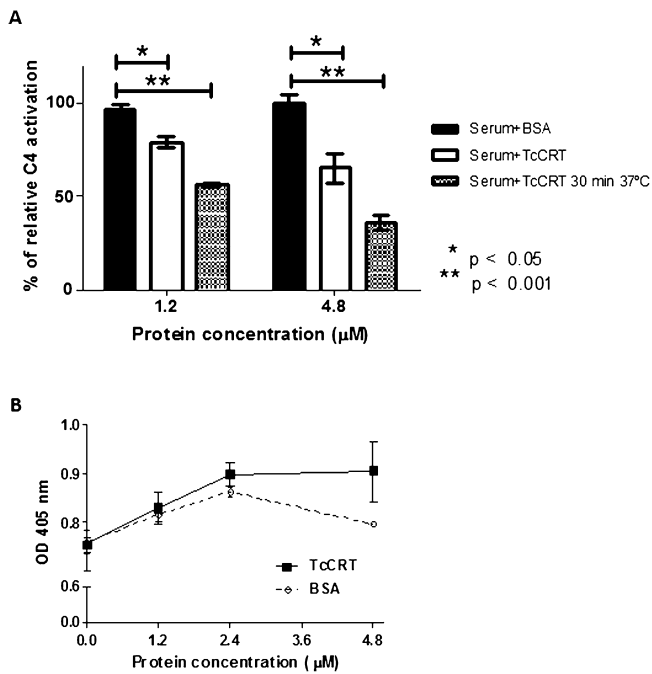 A
* *
** **
100
50
0
% of relative C4 activation
1.2 4.8
Protein concentration (μM)
Serum+BSA
Serum+TcCRT
Serum+TcCRT 30 min 37ºC
* p < 0.05
** p < 0.001
B
1.0
0.9
0.8
0.6
0.0
OD 405 nm
TcCRT
BSA
0.0 1.2 2.4 3.6 4.8
Protein concentration ( μM)